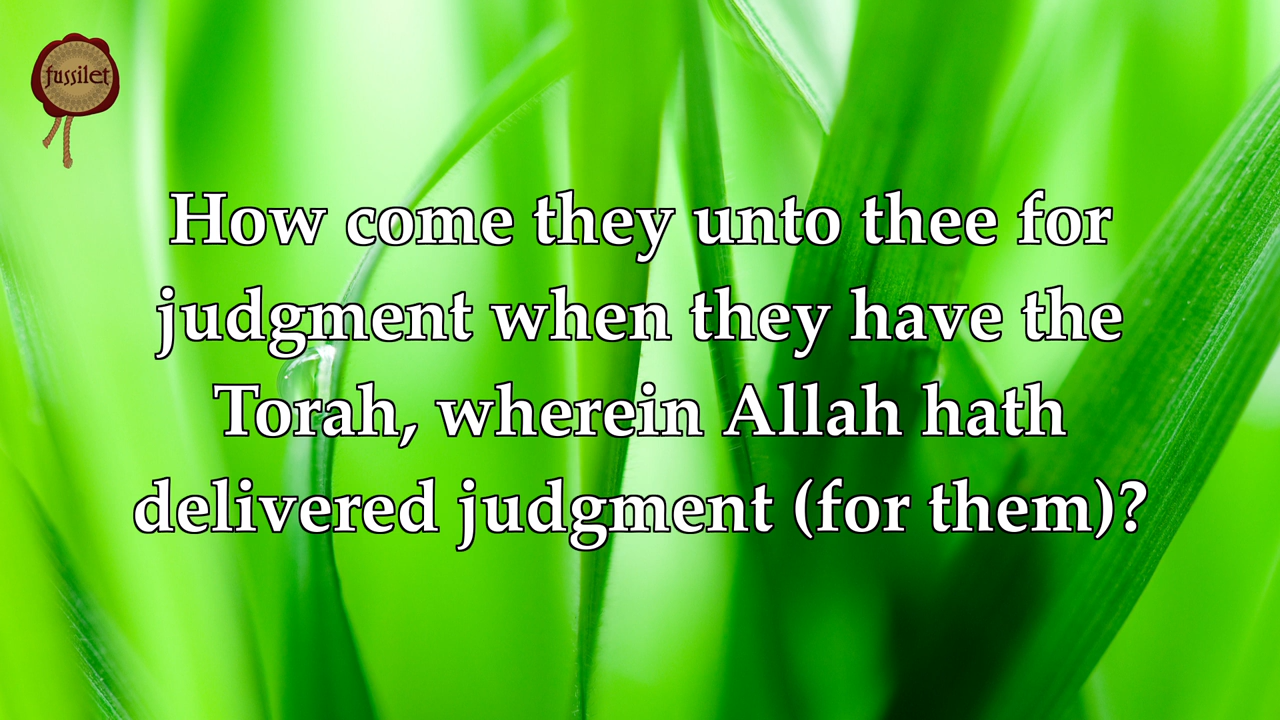 fussilet
How come they unto thee for
judgment when they have the
Torah, wherein Allah hath
delivered judgment (for them)?